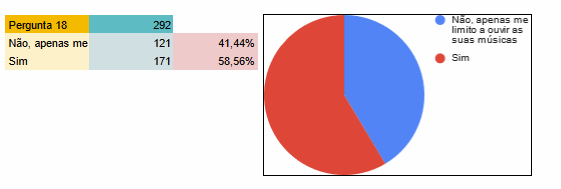 Pergunta 18 292
Não, apenas me 121 41,44%
Sim 171 58,56%
Não, apenas me
limito a ouvir as
suas músicas
Sim